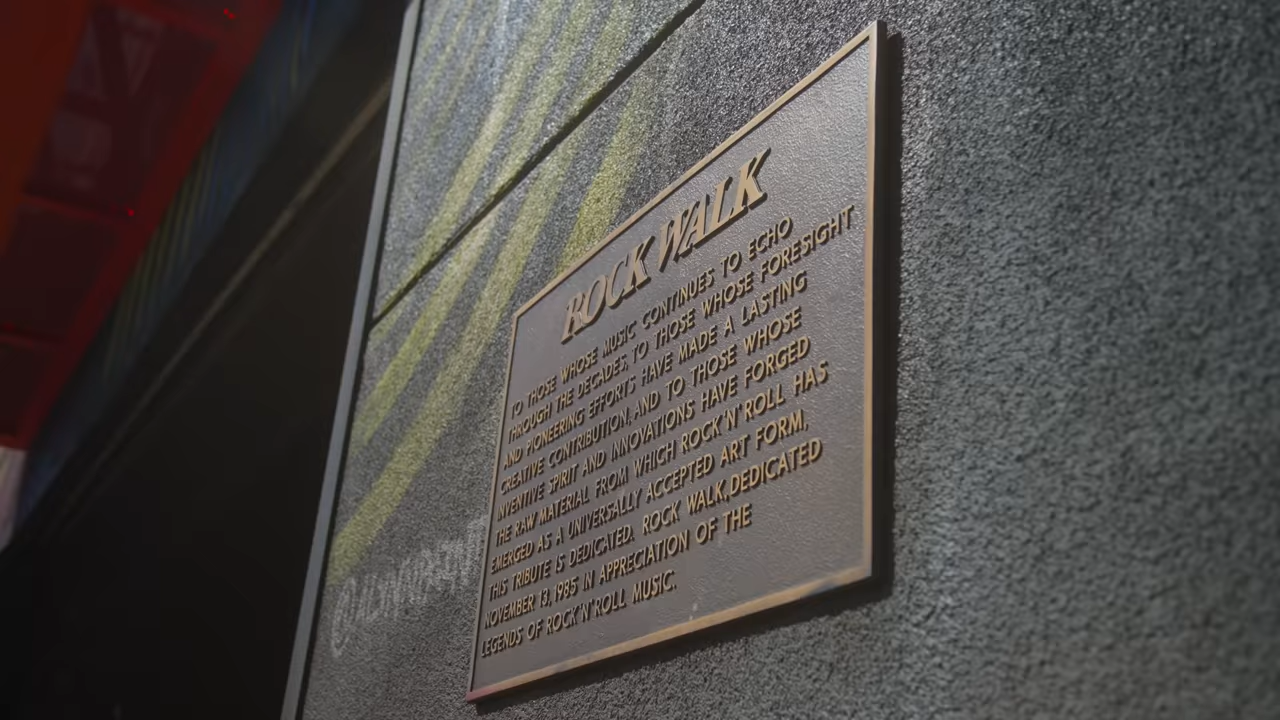 ROCK WALK
TO THOSE WHOSE MUSIC CONTINUES TO ECHO
THROUGH THE DECADES, TO THOSE WHOSE FORESIGHT
AND PIONEERING EFFORTS HAVE MADE A LASTING
CREATIVE CONTRIBUTION, AND TO THOSE WHOSE
INVENTIVE SPIRIT AND INNOVATIONS HAVE FORGED
THE RAW MATERIAL FROM WHICH ROCK'N'ROLL HAS
EMERGED AS A UNIVERSALLY ACCEPTED ART FORM,
THIS TRIBUTE IS DEDICATED. ROCK WALK, DEDICATED
NOVEMBER 13, 1985 IN APPRECIATION OF THE
LEGENDS OF ROCK'N'ROLL MUSIC.